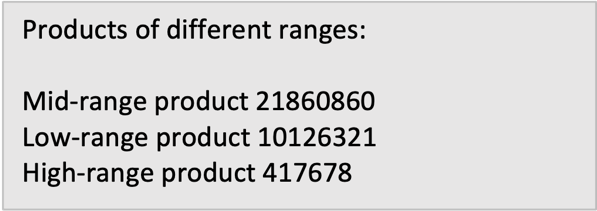 Products of different ranges:
Mid-range product 21860860
Low-range product 10126321
High-range product 417678